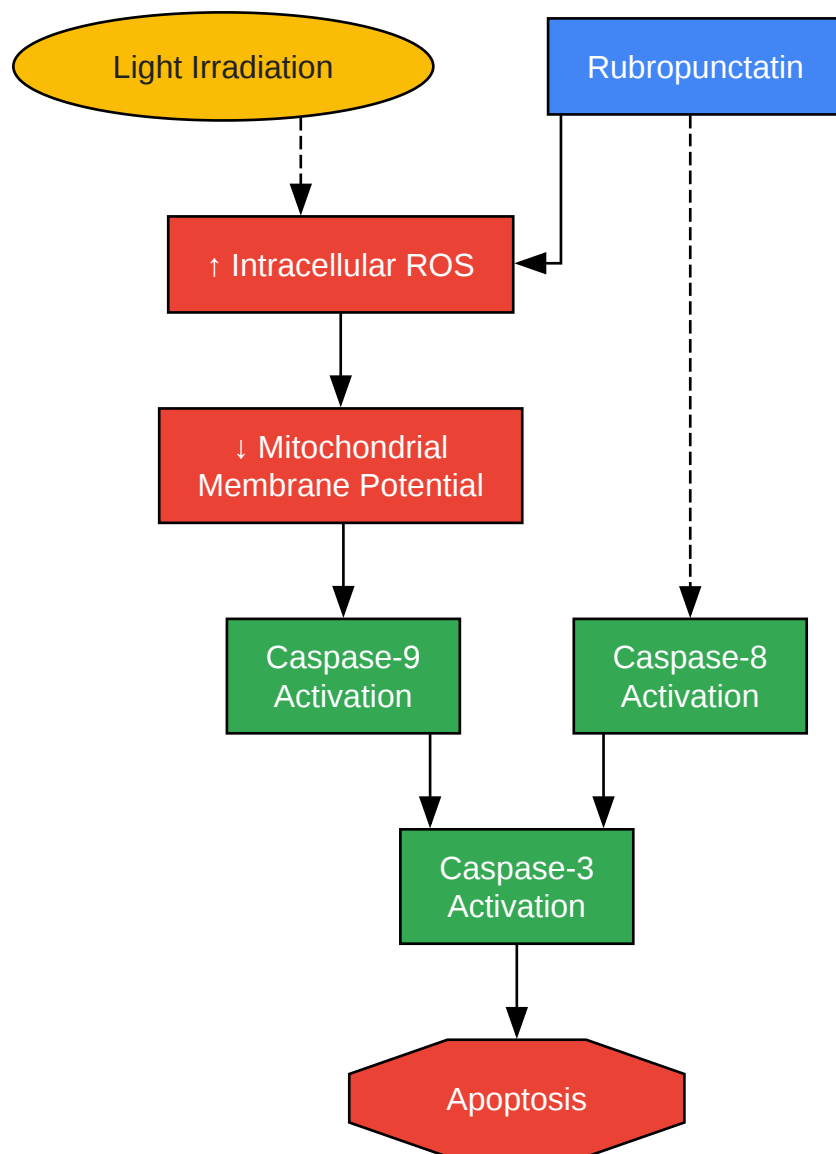 Light Irradiation
Rubropunctatin
↑ Intracellular ROS
↓ Mitochondrial
Membrane Potential
Caspase-9
Activation
Caspase-8
Activation
Caspase-3
Activation
Apoptosis